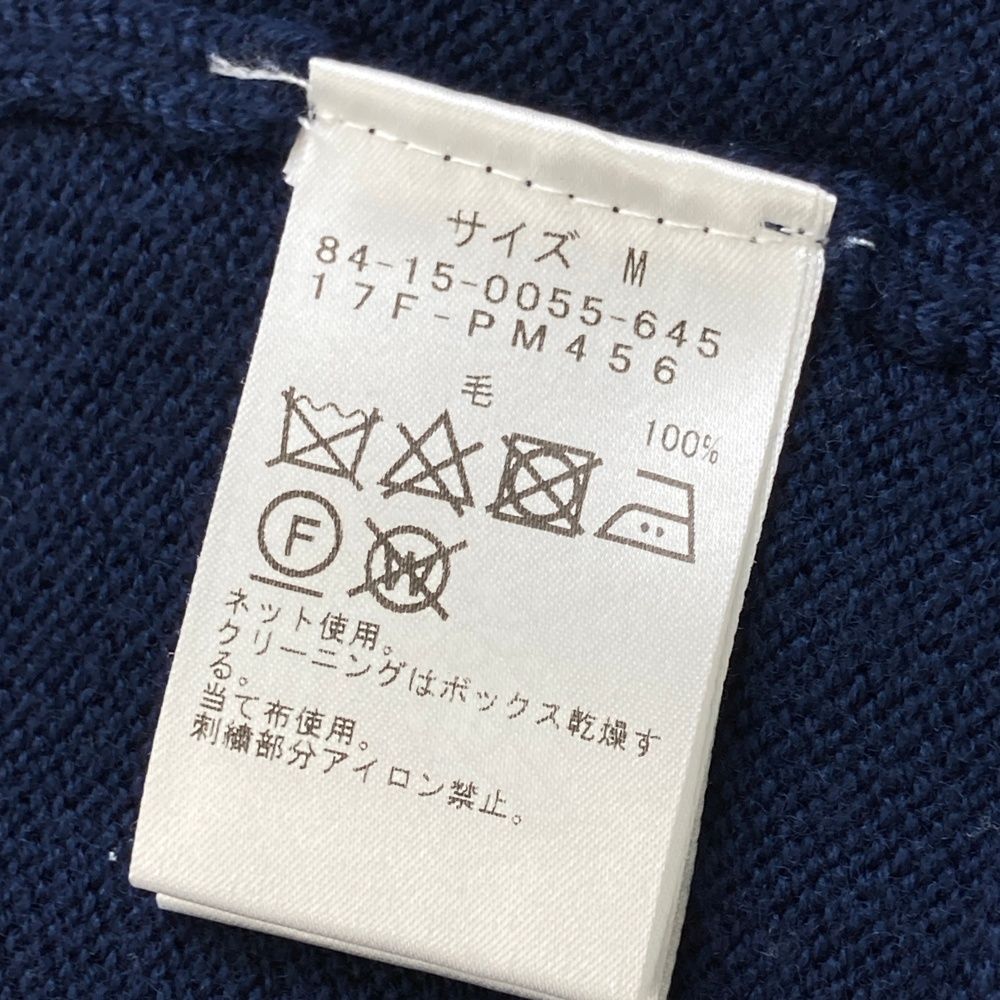 サイズ M
84-15-0055-645
17F-PM456
毛 100%
F
W
ネット使用。
クリーニングはボックス乾燥す
る。
当て布使用。
刺繍部分アイロン禁止。